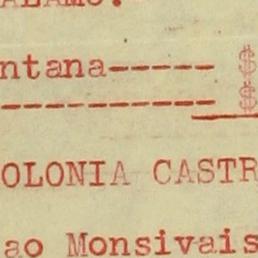 ALAMO.
ntana------ $
------------ $
OLONIA CASTR
ao Monsivais